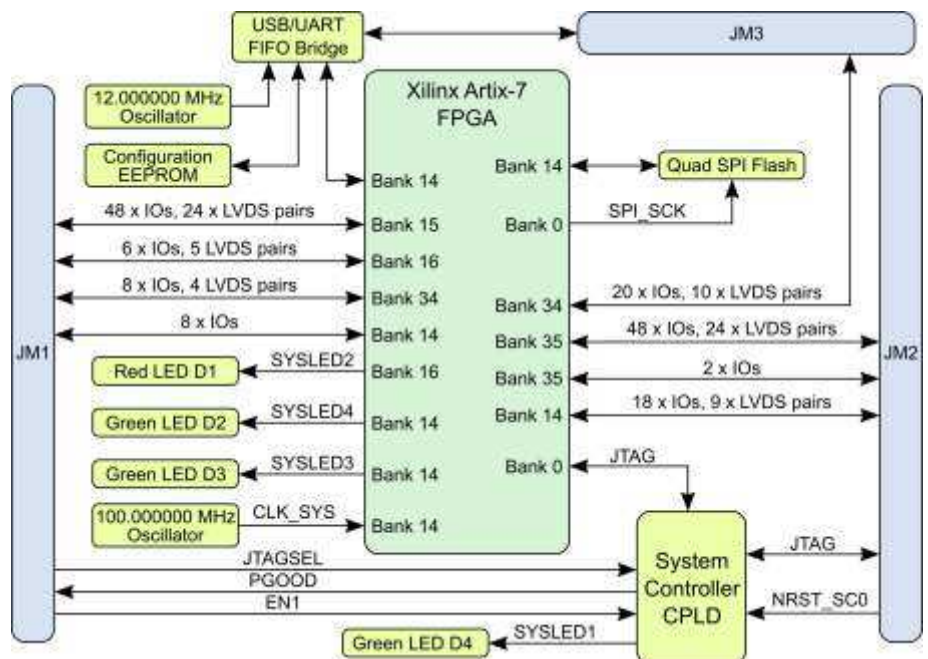 USB/UART
FIFO Bridge
JM3
12.000000 MHz
Oscillator
Xilinx Artix-7
FPGA
Configuration
EEPROM
Bank 14
Bank 14
Quad SPI Flash
48 x IOs, 24 x LVDS pairs
Bank 15
Bank 0
SPI_SCK
6 x IOs, 5 LVDS pairs
Bank 16
8 x IOs, 4 LVDS pairs
Bank 34
Bank 34
20 x IOs, 10 x LVDS pairs
8 x IOs
Bank 14
Bank 35
48 x IOs, 24 x LVDS pairs
JM1
JM2
Red LED D1
SYSLED2
Bank 16
Bank 35
2 x IOs
Green LED D2
SYSLED4
Bank 14
Bank 14
18 x IOs, 9 x LVDS pairs
Green LED D3
SYSLED3
Bank 14
Bank 0
JTAG
100.000000 MHz
Oscillator
CLK_SYS
Bank 14
JTAGSEL
PGOOD
EN1
System
Controller
CPLD
JTAG
NRST_SC0
Green LED D4
SYSLED1